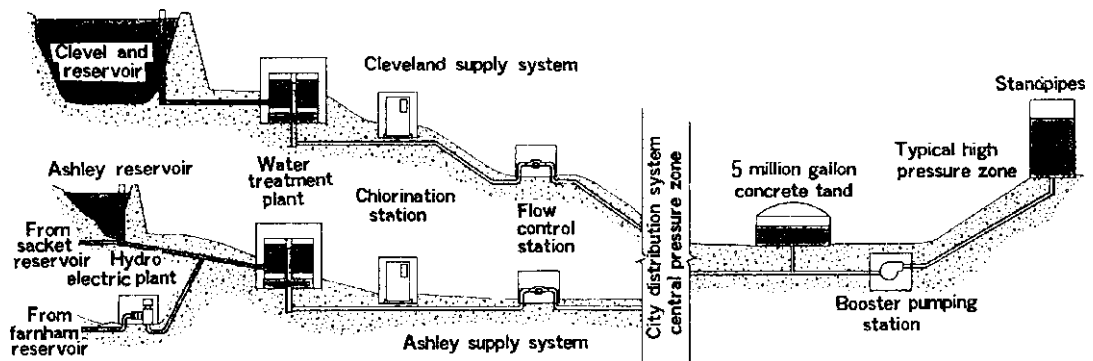 Clevel and
reservoir
Cleveland supply system
Standpipes
Ashley reservoir
Water
treatment
plant
Chlorination
station
Flow
control
station
City distribution system
central pressure zone
5 million gallon
concrete tand
Typical high
pressure zone
From
sacket
reservoir
Hydro
electric plant
From
farnham
reservoir
Ashley supply system
Booster pumping
station